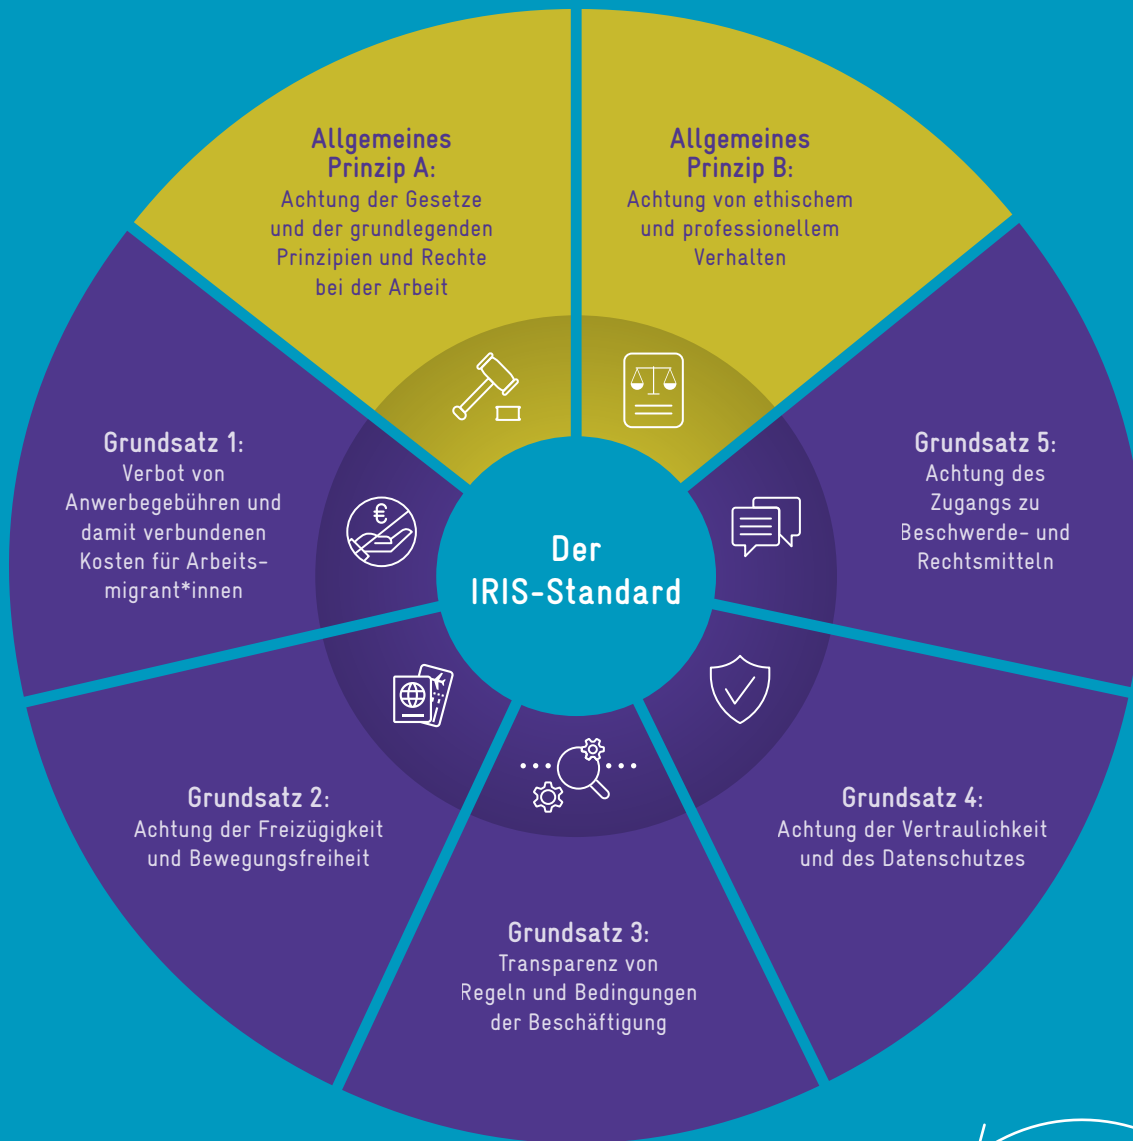 Allgemeines
Prinzip A:
Achtung der Gesetze
und der grundlegenden
Prinzipien und Rechte
bei der Arbeit
Allgemeines
Prinzip B:
Achtung von ethischem
und professionellem
Verhalten
Grundsatz 1:
Verbot von
Anwerbegebühren und
damit verbundenen
Kosten für Arbeits-
migrant*innen
Der
IRIS-Standard
Grundsatz 5:
Achtung des
Zugangs zu
Beschwerde- und
Rechtsmitteln
Grundsatz 2:
Achtung der Freizügigkeit
und Bewegungsfreiheit
Grundsatz 4:
Achtung der Vertraulichkeit
und des Datenschutzes
Grundsatz 3:
Transparenz von
Regeln und Bedingungen
der Beschäftigung